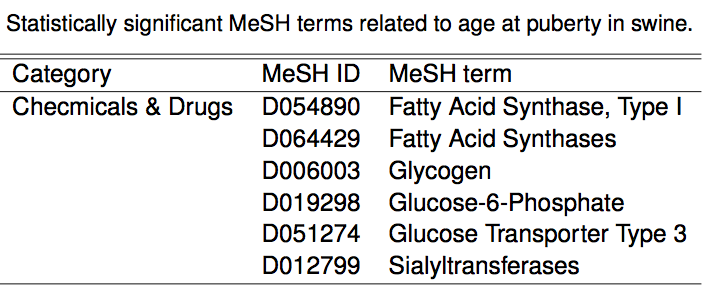 Statistically significant MeSH terms related to age at puberty in swine.
Category MeSH ID MeSH term
Checmicals & Drugs D054890 Fatty Acid Synthase, Type I
D064429 Fatty Acid Synthases
D006003 Glycogen
D019298 Glucose-6-Phosphate
D051274 Glucose Transporter Type 3
D012799 Sialyltransferases